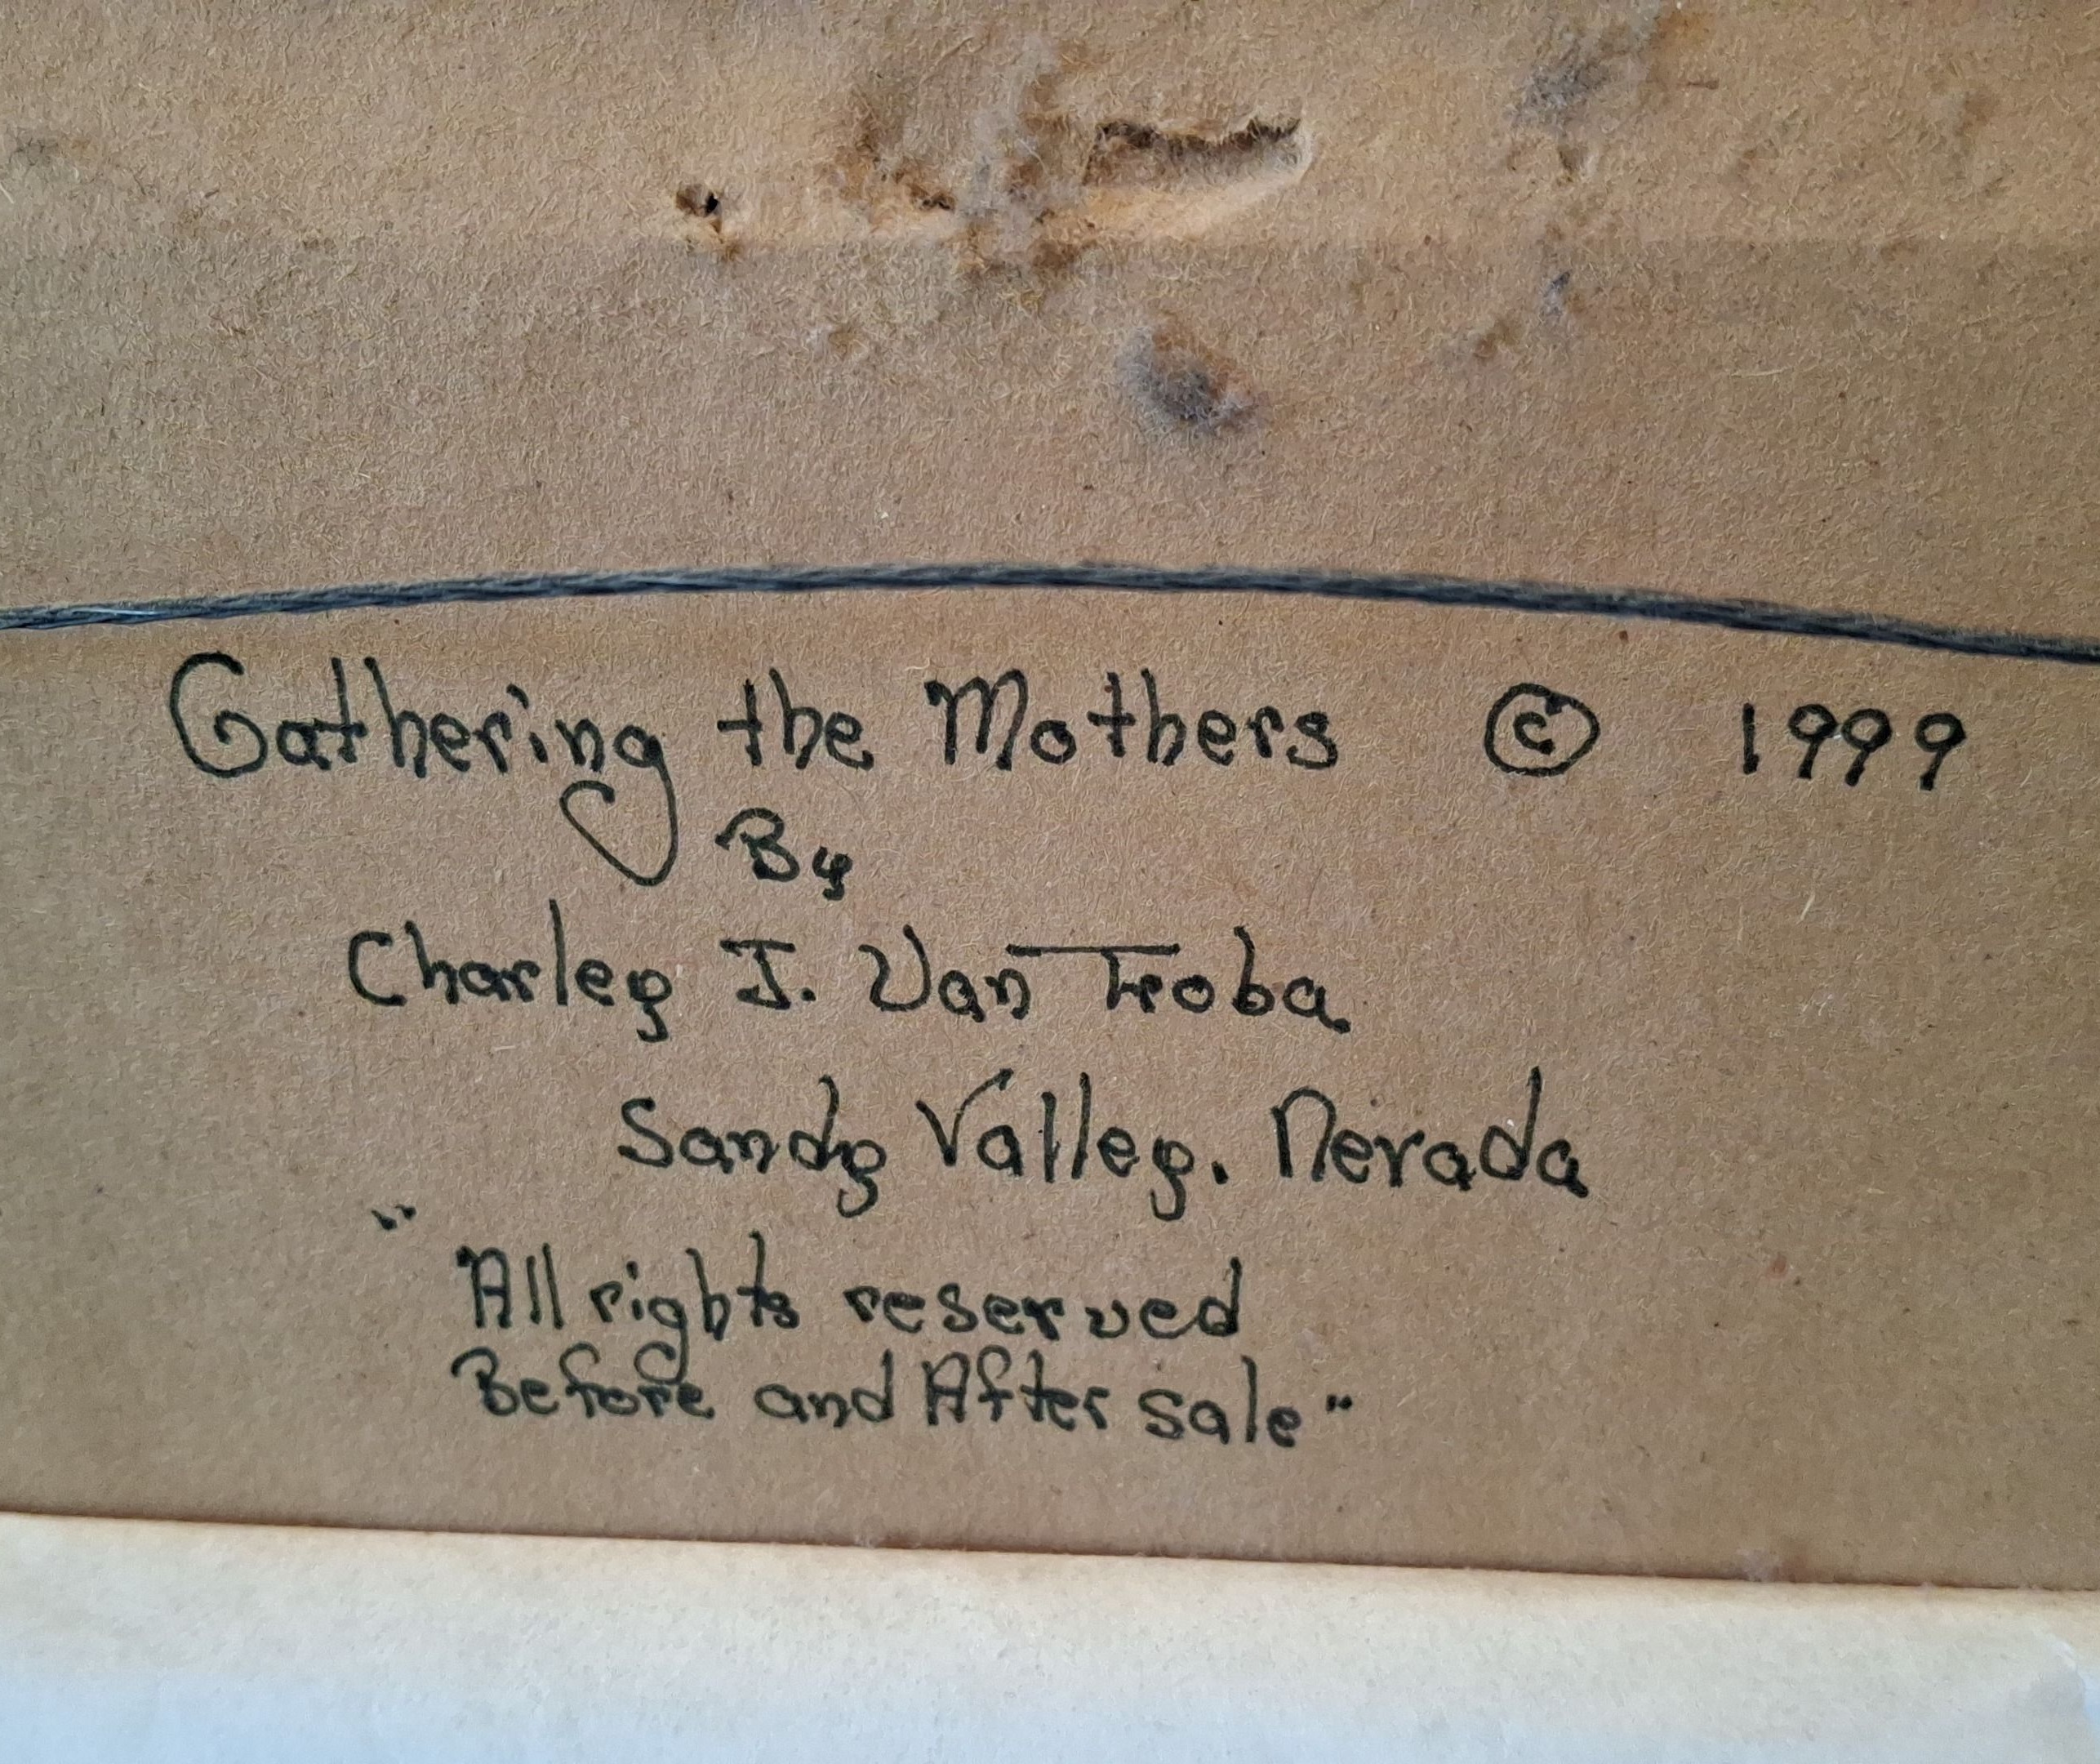 Gathering the Mothers © 1999
By
Charley J. Van Troba
Sandy Valley. Nevada
"All rights reserved
Before and After sale"